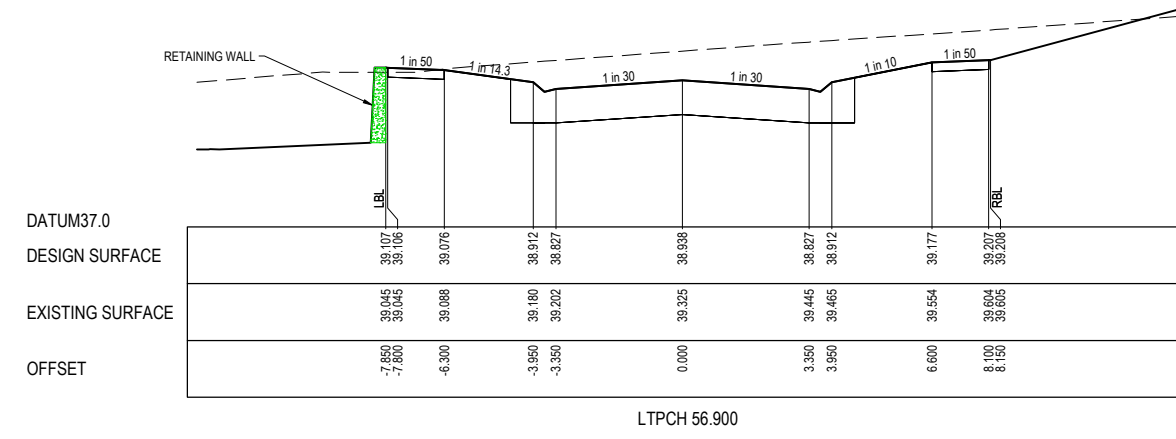 RETAINING WALL
1 in 50
1 in 14.3
1 in 30
1 in 30
1 in 10
1 in 50
LBL
RBL
DATUM37.0
DESIGN SURFACE
39.107 39.106 39.076 38.912 38.827 38.938 38.827 38.912 39.177 39.207 39.208
EXISTING SURFACE
39.045 39.045 39.088 39.180 39.202 39.325 39.445 39.465 39.554 39.604 39.605
OFFSET
-7.850 -7.800 -6.300 -3.950 -3.350 0.000 3.350 3.950 6.600 8.100 8.150
LTPCH 56.900